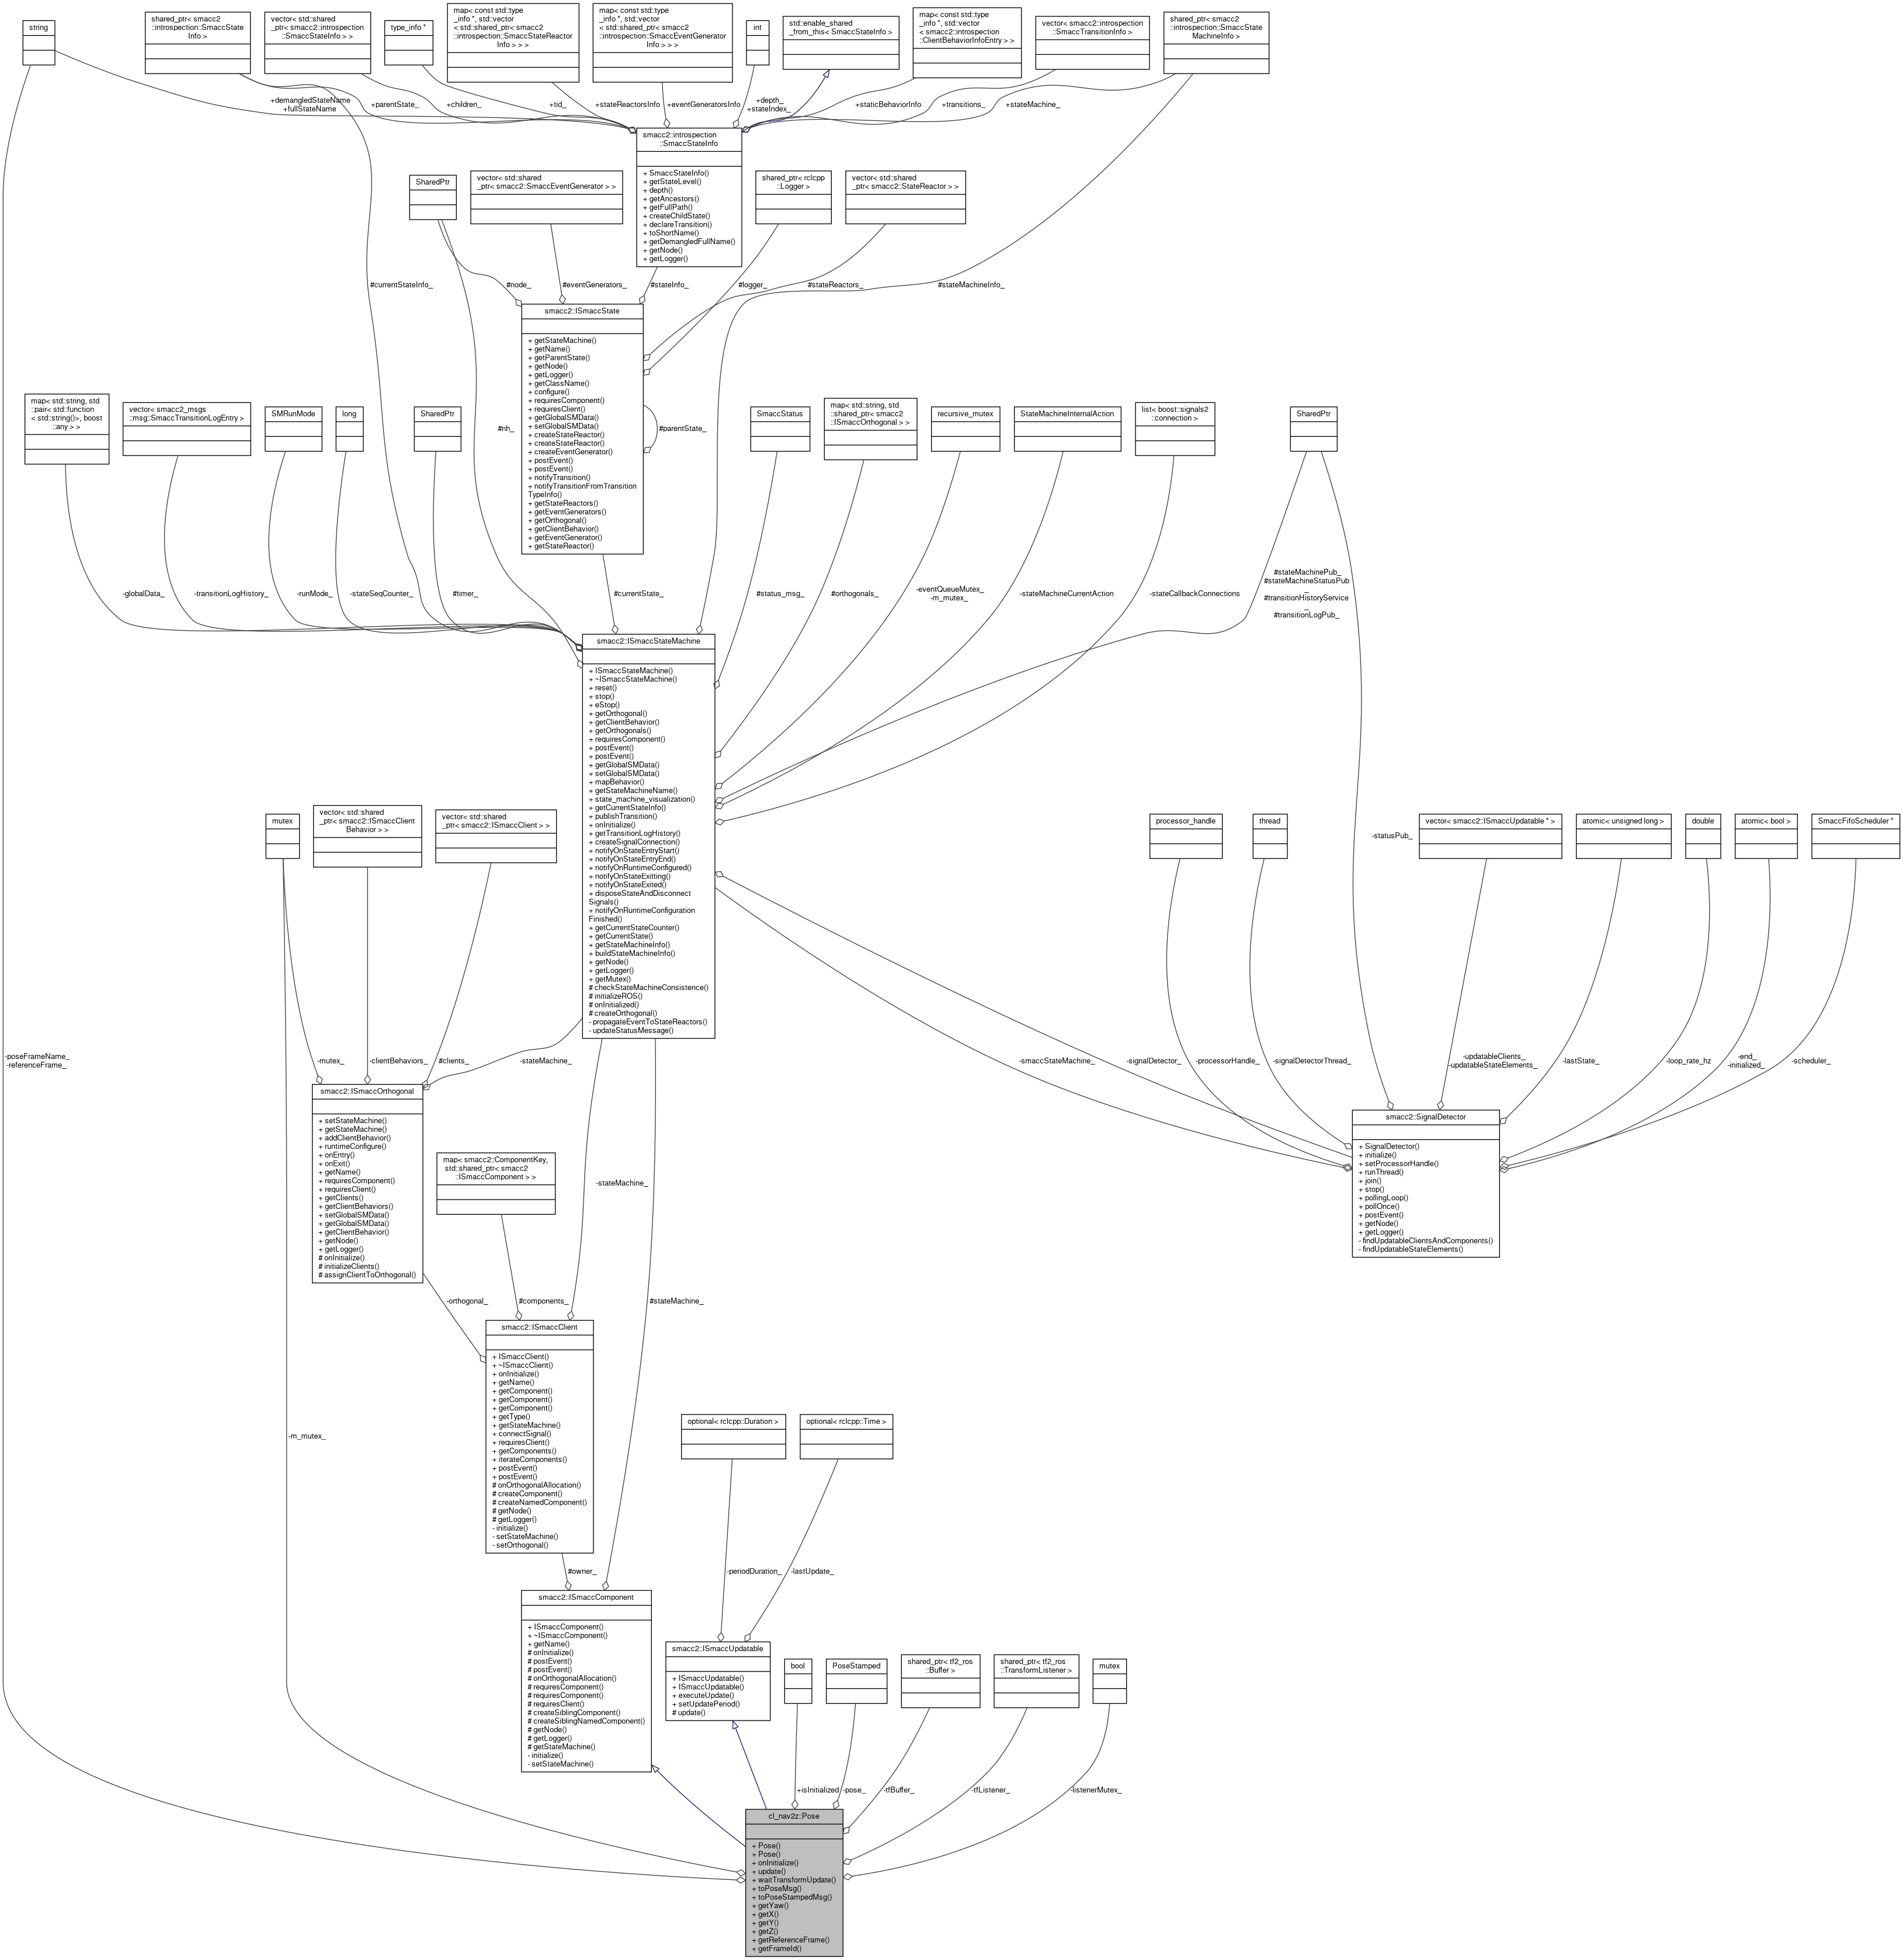 string
shared_ptr< smacc2
::introspection::SmaccState
Info >
vector< std::shared
_ptr< smacc2::introspection
::SmaccStateInfo > >
type_info *
map< const std::type
_info *, std::vector
< std::shared_ptr< smacc2
::introspection::SmaccStateReactor
Info > > >
map< const std::type
_info *, std::vector
< std::shared_ptr< smacc2
::introspection::SmaccEventGenerator
Info > > >
int
std::enable_shared
_from_this< SmaccStateInfo >
map< const std::type
_info *, std::vector
< smacc2::introspection
::ClientBehaviorInfoEntry > >
vector< smacc2::introspection
::SmaccTransitionInfo >
shared_ptr< smacc2
::introspection::SmaccState
MachineInfo >
+demangledStateName
+fullStateName
+parentState_
+children_
+tid_
+stateReactorsInfo
+eventGeneratorsInfo
+depth_
+stateIndex_
+staticBehaviorInfo
+transitions_
+stateMachine_
smacc2::introspection
::SmaccStateInfo
+ SmaccStateInfo()
+ getStateLevel()
+ depth()
+ getAncestors()
+ getFullPath()
+ createChildState()
+ declareTransition()
+ toShortName()
+ getDemangledFullName()
+ getNode()
+ getLogger()
SharedPtr
vector< std::shared
_ptr< smacc2::SmaccEventGenerator > >
shared_ptr< rclcpp
::Logger >
vector< std::shared
_ptr< smacc2::StateReactor > >
#currentStateInfo_
#node_
#eventGenerators_
#stateInfo_
#logger_
#stateReactors_
#stateMachineInfo_
smacc2::ISmaccState
+ getStateMachine()
+ getName()
+ getParentState()
+ getNode()
+ getLogger()
+ getClassName()
+ configure()
+ requiresComponent()
+ requiresClient()
+ getGlobalSMData()
+ setGlobalSMData()
+ createStateReactor()
+ createStateReactor()
+ createEventGenerator()
+ postEvent()
+ postEvent()
+ notifyTransition()
+ notifyTransitionFromTransition
TypeInfo()
+ getStateReactors()
+ getEventGenerators()
+ getOrthogonal()
+ getClientBehavior()
+ getEventGenerator()
+ getStateReactor()
#parentState_
#nh_
map< std::string, std
::pair< std::function
< std::string()>, boost
::any > >
vector< smacc2_msgs
::msg::SmaccTransitionLogEntry >
SMRunMode
long
SharedPtr
SmaccStatus
map< std::string, std
::shared_ptr< smacc2
::ISmaccOrthogonal > >
recursive_mutex
StateMachineInternalAction
list< boost::signals2
::connection >
SharedPtr
-globalData_
-transitionLogHistory_
-runMode_
-stateSeqCounter_
#timer_
#currentState_
#status_msg_
#orthogonals_
-eventQueueMutex_
-m_mutex_
-stateMachineCurrentAction
-stateCallbackConnections
#stateMachinePub_
#stateMachineStatusPub
_
#transitionHistoryService
_
#transitionLogPub_
smacc2::ISmaccStateMachine
+ ISmaccStateMachine()
+ ~ISmaccStateMachine()
+ reset()
+ stop()
+ eStop()
+ getOrthogonal()
+ getClientBehavior()
+ getOrthogonals()
+ requiresComponent()
+ postEvent()
+ postEvent()
+ getGlobalSMData()
+ setGlobalSMData()
+ mapBehavior()
+ getStateMachineName()
+ state_machine_visualization()
+ getCurrentStateInfo()
+ publishTransition()
+ onInitialize()
+ getTransitionLogHistory()
+ createSignalConnection()
+ notifyOnStateEntryStart()
+ notifyOnStateEntryEnd()
+ notifyOnRuntimeConfigured()
+ notifyOnStateExitting()
+ notifyOnStateExited()
+ disposeStateAndDisconnect
Signals()
+ notifyOnRuntimeConfiguration
Finished()
+ getCurrentStateCounter()
+ getCurrentState()
+ getStateMachineInfo()
+ buildStateMachineInfo()
+ getNode()
+ getLogger()
+ getMutex()
# checkStateMachineConsistence()
# initializeROS()
# onInitialized()
# createOrthogonal()
- propagateEventToStateReactors()
- updateStatusMessage()
mutex
vector< std::shared
_ptr< smacc2::ISmaccClient
Behavior > >
vector< std::shared
_ptr< smacc2::ISmaccClient > >
processor_handle
thread
vector< smacc2::ISmaccUpdatable * >
atomic< unsigned long >
double
atomic< bool >
SmaccFifoScheduler *
-statusPub_
-poseFrameName_
-referenceFrame_
-mutex_
-clientBehaviors_
#clients_
-stateMachine_
-smaccStateMachine_
-signalDetector_
-processorHandle_
-signalDetectorThread_
-updatableClients_
-updatableStateElements_
-lastState_
-loop_rate_hz
-end_
-initialized_
-scheduler_
smacc2::ISmaccOrthogonal
+ setStateMachine()
+ getStateMachine()
+ addClientBehavior()
+ runtimeConfigure()
+ onEntry()
+ onExit()
+ getName()
+ requiresComponent()
+ requiresClient()
+ getClients()
+ getClientBehaviors()
+ setGlobalSMData()
+ getGlobalSMData()
+ getClientBehavior()
+ getNode()
+ getLogger()
# onInitialize()
# initializeClients()
# assignClientToOrthogonal()
smacc2::SignalDetector
+ SignalDetector()
+ initialize()
+ setProcessorHandle()
+ runThread()
+ join()
+ stop()
+ pollingLoop()
+ pollOnce()
+ postEvent()
+ getNode()
+ getLogger()
- findUpdatableClientsAndComponents()
- findUpdatableStateElements()
map< smacc2::ComponentKey,
std::shared_ptr< smacc2
::ISmaccComponent > >
-stateMachine_
-orthogonal_
#components_
#stateMachine_
smacc2::ISmaccClient
+ ISmaccClient()
+ ~ISmaccClient()
+ onInitialize()
+ getName()
+ getComponent()
+ getComponent()
+ getComponent()
+ getType()
+ getStateMachine()
+ connectSignal()
+ requiresClient()
+ getComponents()
+ iterateComponents()
+ postEvent()
+ postEvent()
# onOrthogonalAllocation()
# createComponent()
# createNamedComponent()
# getNode()
# getLogger()
- initialize()
- setStateMachine()
- setOrthogonal()
-m_mutex_
optional< rclcpp::Duration >
optional< rclcpp::Time >
#owner_
-periodDuration_
-lastUpdate_
smacc2::ISmaccComponent
+ ISmaccComponent()
+ ~ISmaccComponent()
+ getName()
# onInitialize()
# postEvent()
# postEvent()
# onOrthogonalAllocation()
# requiresComponent()
# requiresComponent()
# requiresClient()
# createSiblingComponent()
# createSiblingNamedComponent()
# getNode()
# getLogger()
# getStateMachine()
- initialize()
- setStateMachine()
smacc2::ISmaccUpdatable
+ ISmaccUpdatable()
+ ISmaccUpdatable()
+ executeUpdate()
+ setUpdatePeriod()
# update()
bool
PoseStamped
shared_ptr< tf2_ros
::Buffer >
shared_ptr< tf2_ros
::TransformListener >
mutex
+isInitialized
-pose_
-tfBuffer_
-tfListener_
-listenerMutex_
cl_nav2z::Pose
+ Pose()
+ Pose()
+ onInitialize()
+ update()
+ waitTransformUpdate()
+ toPoseMsg()
+ toPoseStampedMsg()
+ getYaw()
+ getX()
+ getY()
+ getZ()
+ getReferenceFrame()
+ getFrameId()